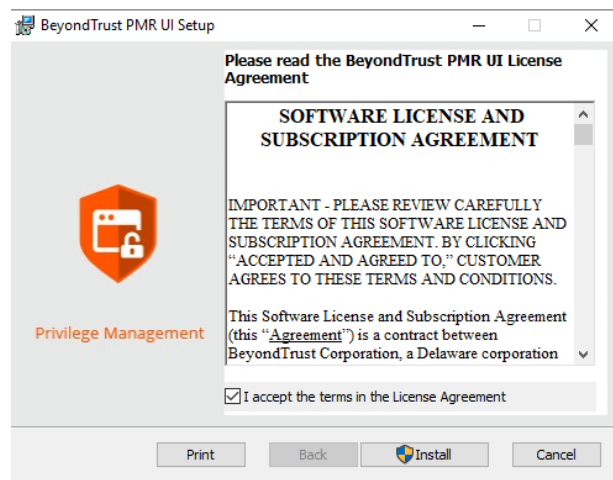 BeyondTrust PMR UI Setup
Please read the BeyondTrust PMR UI License
Agreement
SOFTWARE LICENSE AND
SUBSCRIPTION AGREEMENT
IMPORTANT - PLEASE REVIEW CAREFULLY
THE TERMS OF THIS SOFTWARE LICENSE AND
SUBSCRIPTION AGREEMENT. BY CLICKING
“ACCEPTED AND AGREED TO,” CUSTOMER
AGREES TO THESE TERMS AND CONDITIONS.
This Software License and Subscription Agreement
(this “Agreement”) is a contract between
BeyondTrust Corporation, a Delaware corporation
Privilege Management
I accept the terms in the License Agreement
Print
Back
Install
Cancel